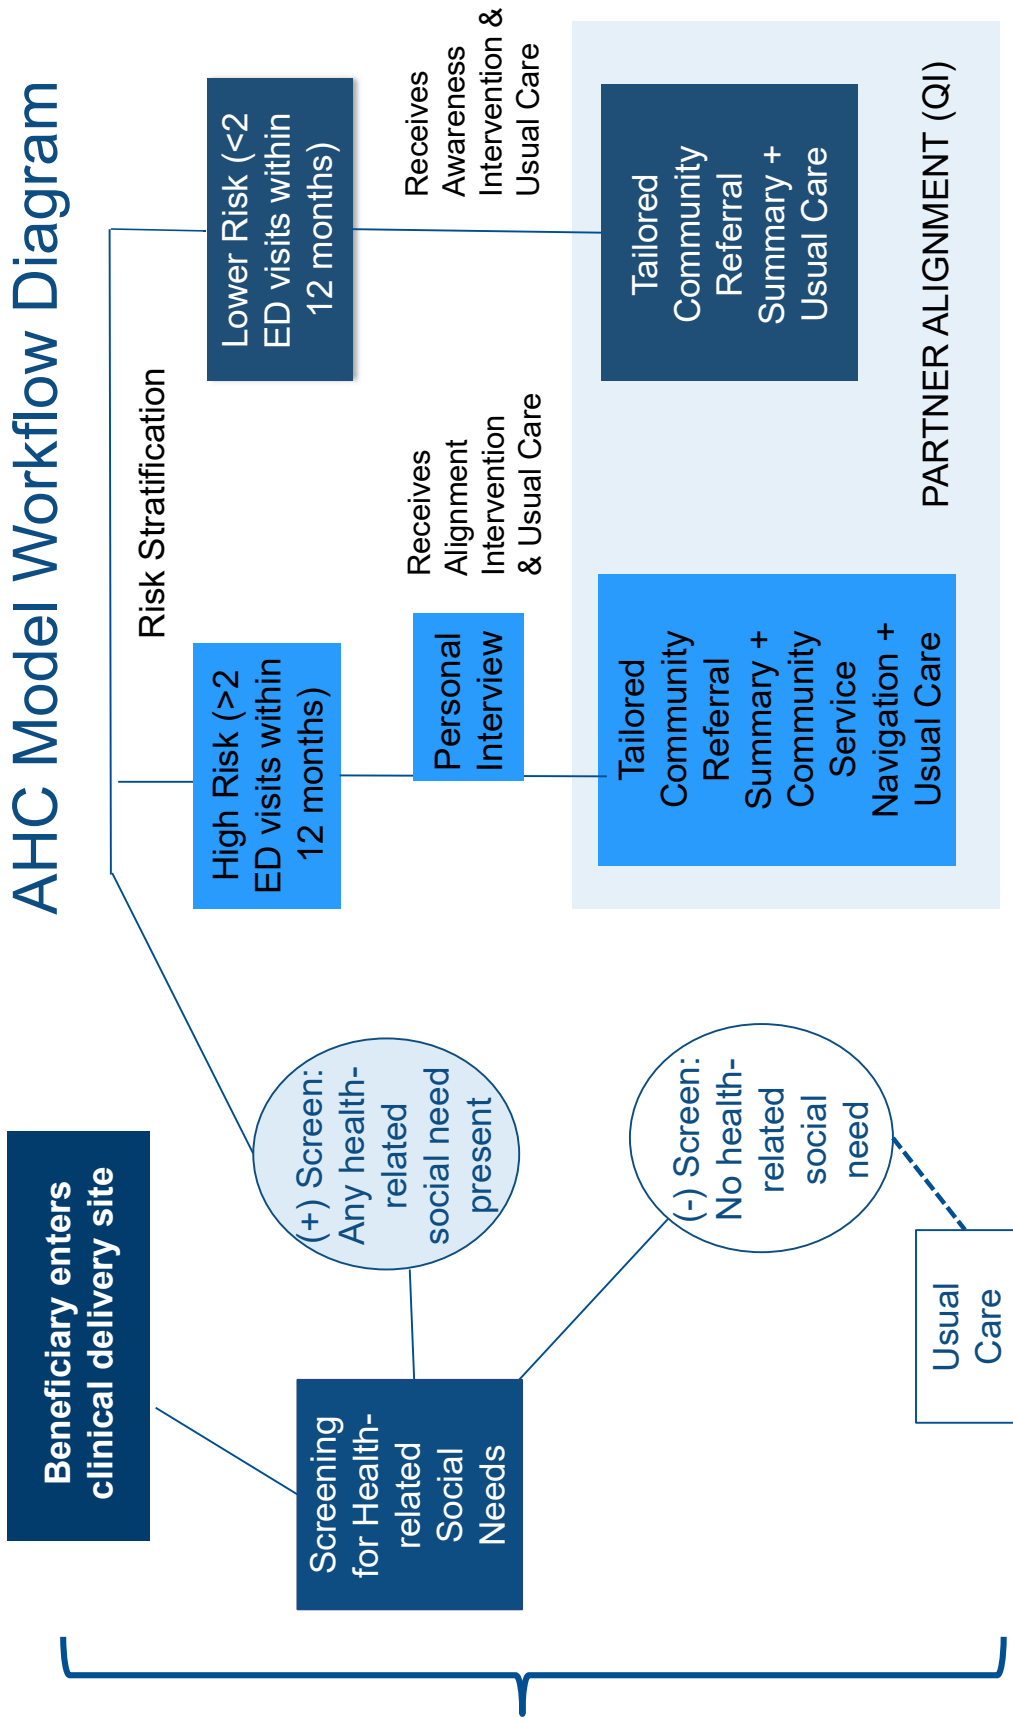 AHC Model Workflow Diagram
Beneficiary enters
clinical delivery site
Screening
for Health-
related
Social
Needs
(+) Screen:
Any health-
related
social need
present
(-) Screen:
No health-
related
social
need
Usual
Care
Risk Stratification
High Risk (>2
ED visits within
12 months)
Personal
Interview
Receives
Alignment
Intervention
& Usual Care
Tailored
Community
Referral
Summary +
Community
Service
Navigation +
Usual Care
Lower Risk (<2
ED visits within
12 months)
Receives
Awareness
Intervention &
Usual Care
Tailored
Community
Referral
Summary +
Usual Care
PARTNER ALIGNMENT (QI)